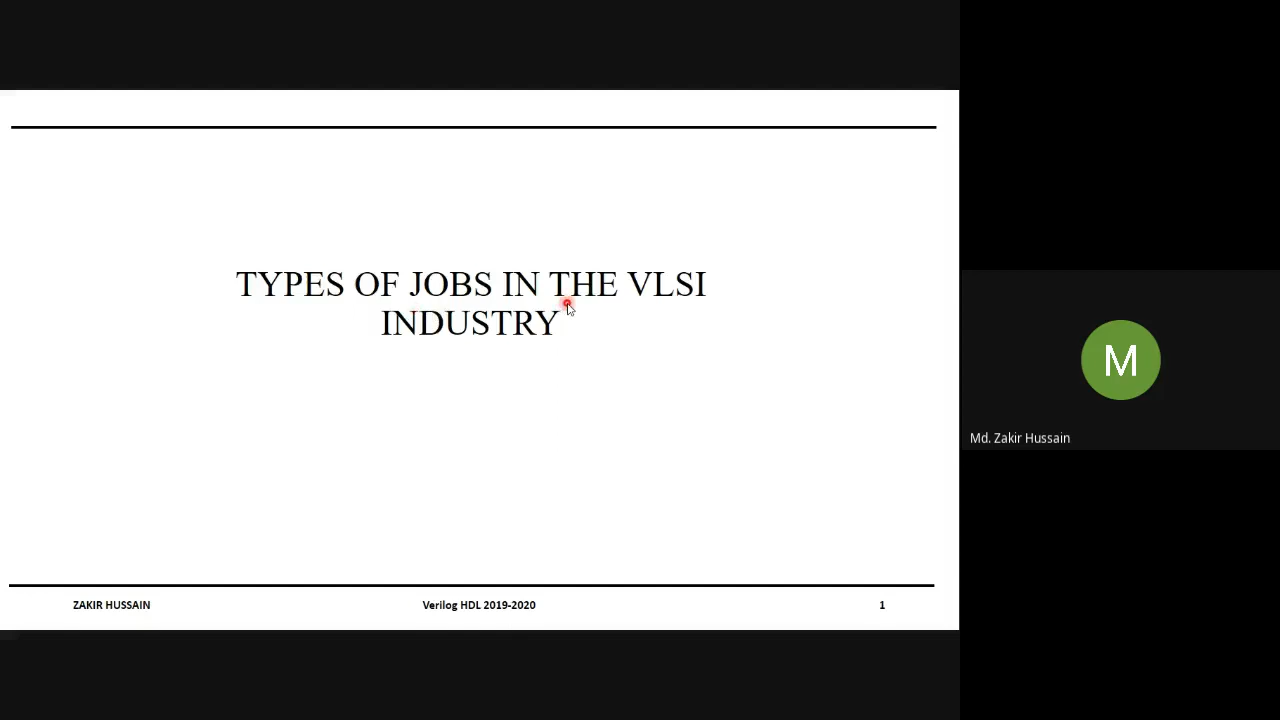 TYPES OF JOBS IN THE VLSI
INDUSTRY
ZAKIR HUSSAIN
Verilog HDL 2019-2020
1
M
Md. Zakir Hussain